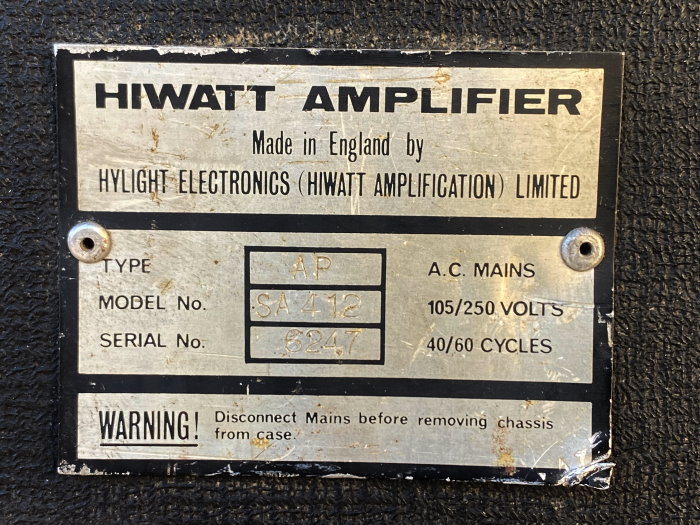 HIWATT AMPLIFIER
Made in England by
HYLIGHT ELECTRONICS (HIWATT AMPLIFICATION) LIMITED
TYPE AP A.C. MAINS
MODEL No. SA 412 105/250 VOLTS
SERIAL No. 6247 40/60 CYCLES
WARNING! Disconnect Mains before removing chassis
from case.